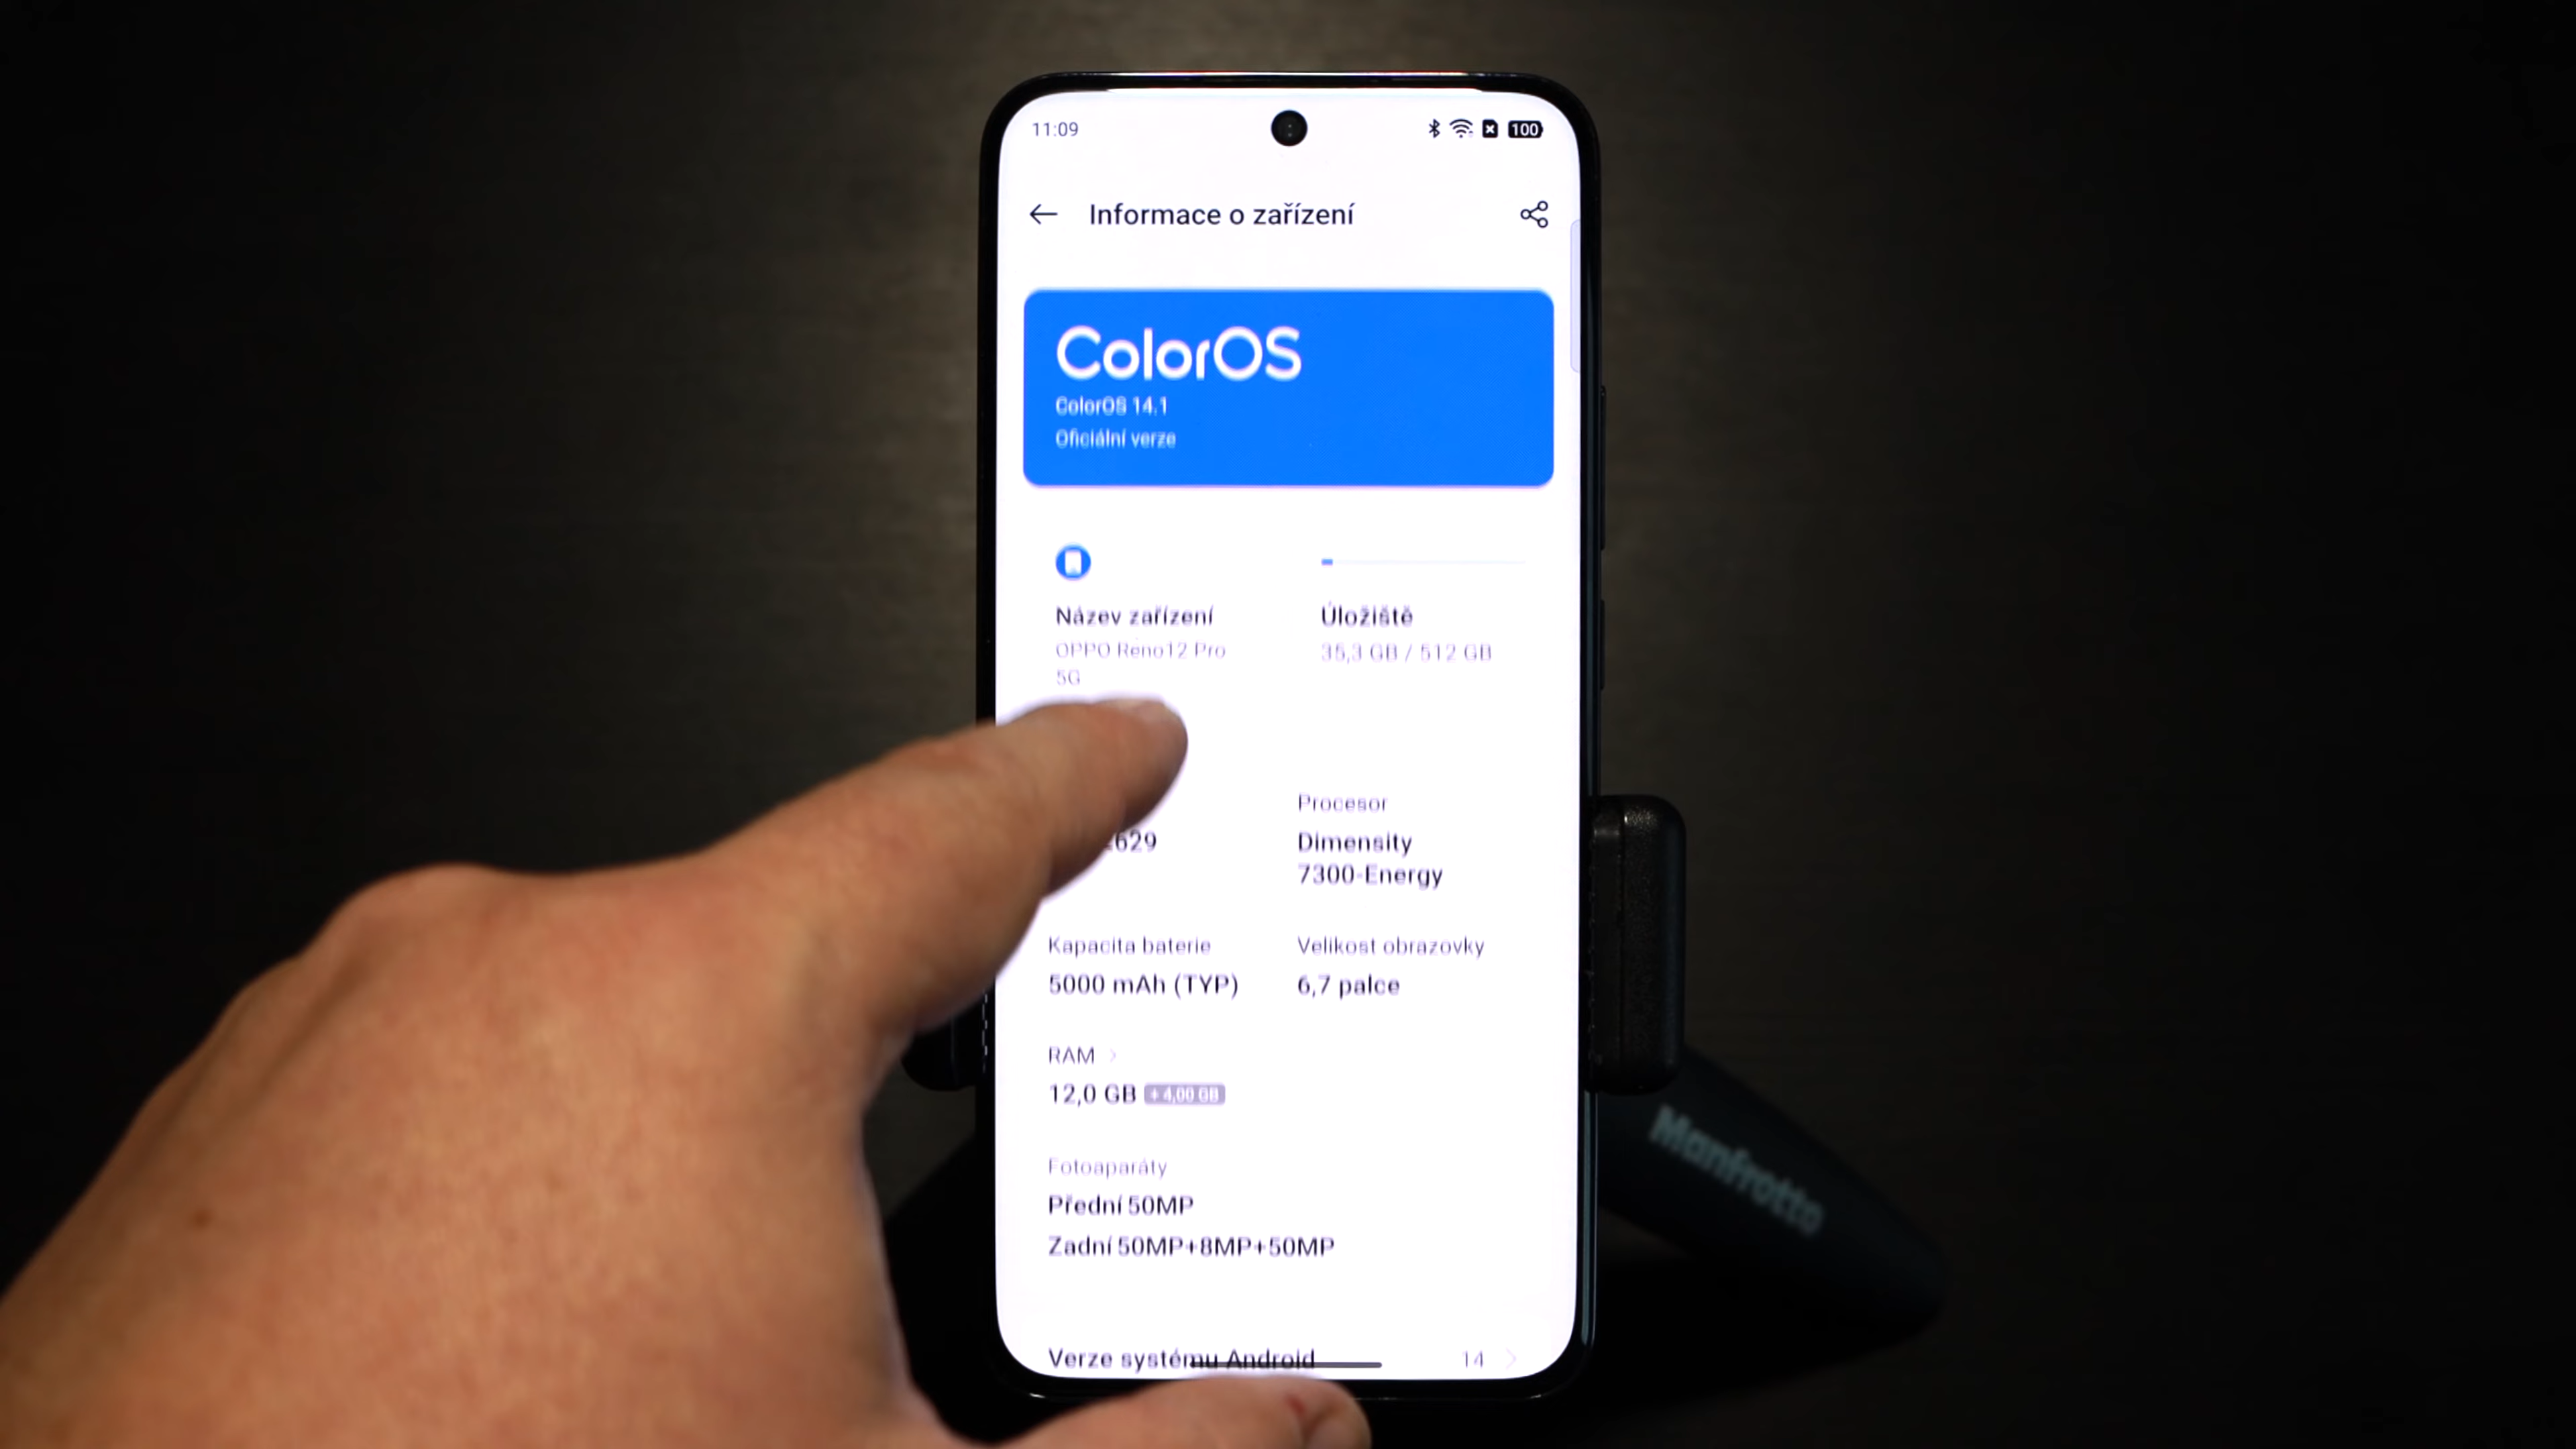 11:09
100
Informace o zařízení
ColorOS
ColorOS 14.1
Oficiální verze
Název zařízení
OPPO Reno12 Pro
5G
Úložiště
35,3 GB / 512 GB
Procesor
Dimensity
7300-Energy
Kapacita baterie
5000 mAh (TYP)
Velikost obrazovky
6,7 palce
RAM
12,0 GB + 4,00 GB
Fotoaparáty
Přední 50MP
Zadní 50MP+8MP+50MP
Verze systému Android 14
Manfrotto